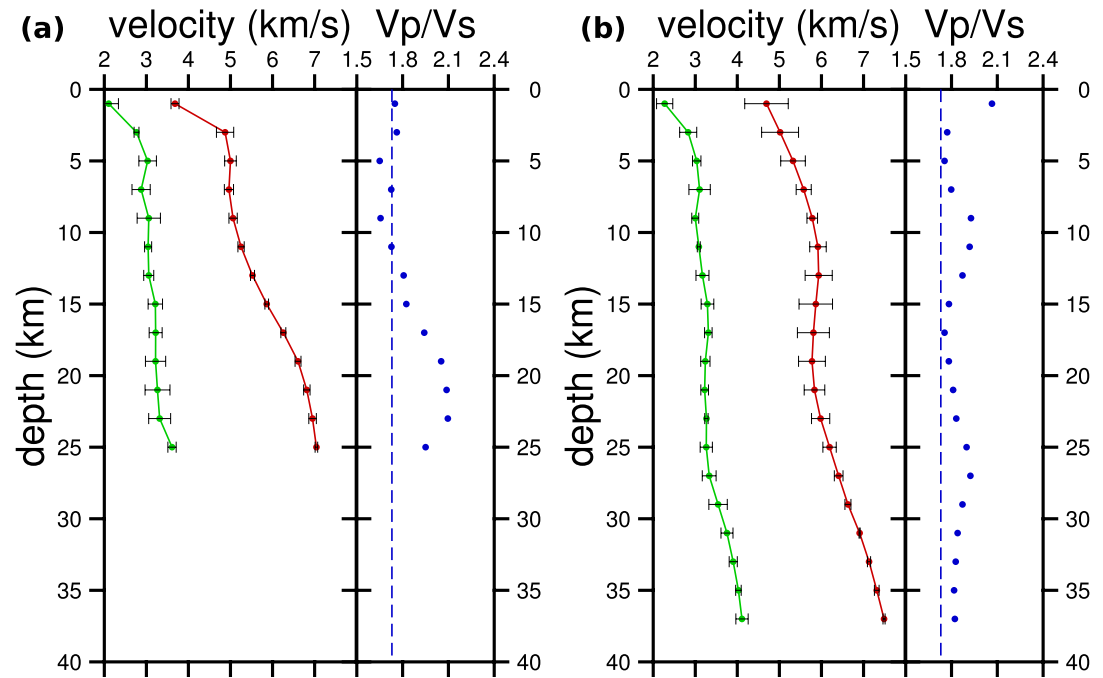 (a) velocity (km/s) Vp/Vs (b) velocity (km/s) Vp/Vs
2 3 4 5 6 7 1.5 1.8 2.1 2.4 2 3 4 5 6 7 1.5 1.8 2.1 2.4
0 0 0 0
5 5 5 5
10 10 10 10
15 15 15 15
20 20 20 20
25 25 25 25
30 30 30 30
35 35 35 35
40 40 40 40
depth (km) depth (km)